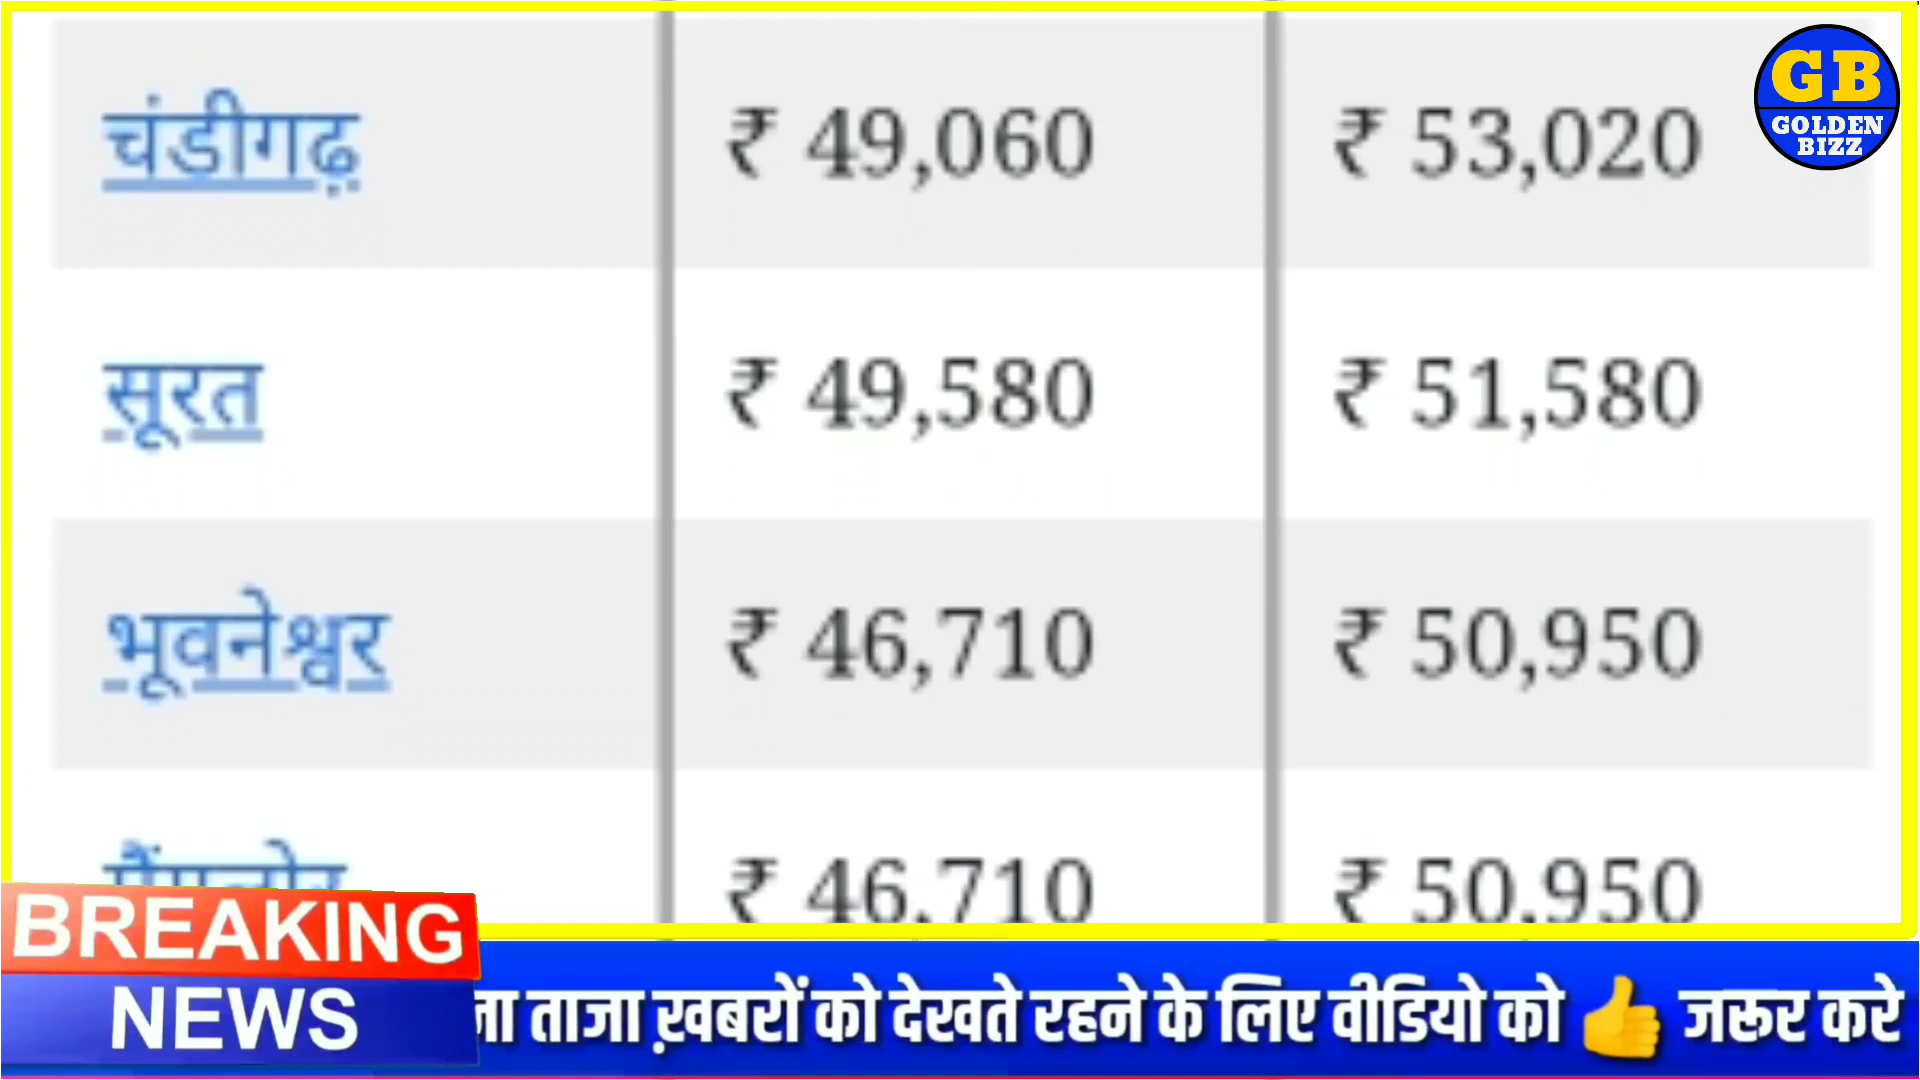 GB
GOLDEN
BIZZ
चंडीगढ़ ₹ 49,060 ₹ 53,020
सूरत ₹ 49,580 ₹ 51,580
भूवनेश्वर ₹ 46,710 ₹ 50,950
₹ 46,710 ₹ 50,950
BREAKING
NEWS
ताजा ख़बरों को देखते रहने के लिए वीडियो को 👍 जरूर करे